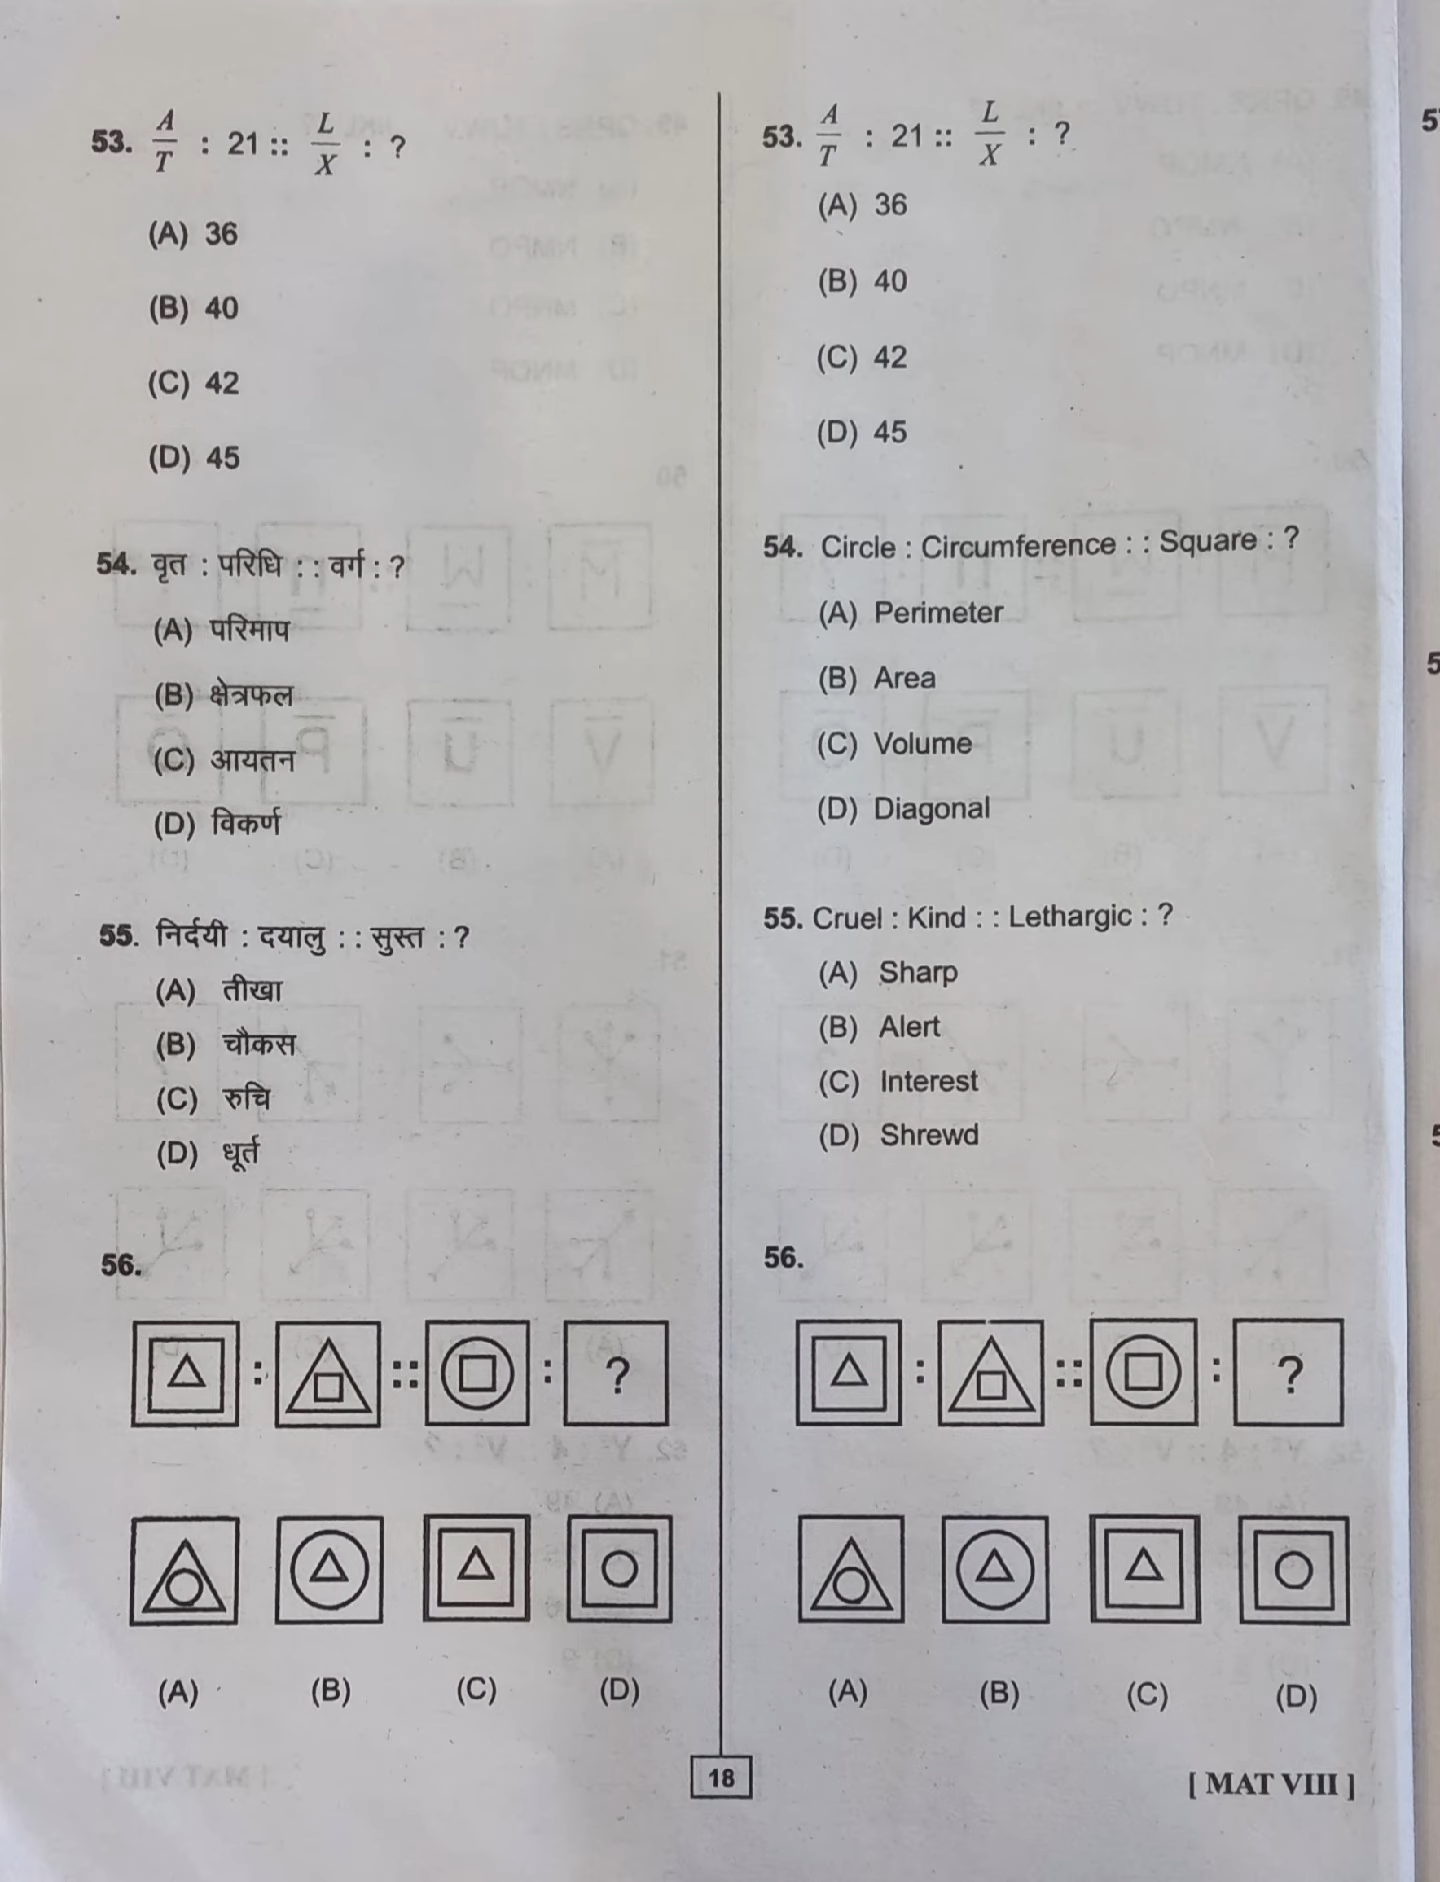 53. A/T : 21 :: L/X : ?
(A) 36
(B) 40
(C) 42
(D) 45
54. वृत : परिधि : : वर्ग : ?
(A) परिमाप
(B) क्षेत्रफल
(C) आयतन
(D) विकर्ण
55. निर्दयी : दयालु : : सुस्त : ?
(A) तीखा
(B) चौकस
(C) रुचि
(D) धूर्त
56.
: :: : ?
(A) (B) (C) (D)
53. A/T : 21 :: L/X : ?
(A) 36
(B) 40
(C) 42
(D) 45
54. Circle : Circumference : : Square : ?
(A) Perimeter
(B) Area
(C) Volume
(D) Diagonal
55. Cruel : Kind : : Lethargic : ?
(A) Sharp
(B) Alert
(C) Interest
(D) Shrewd
56.
: :: : ?
(A) (B) (C) (D)
18
[ MAT VIII ]